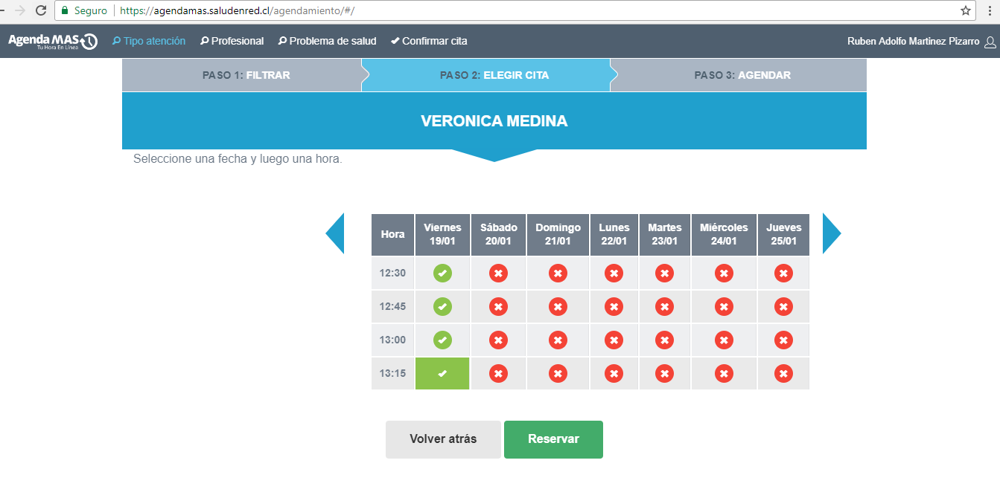 Seguro https://agendamas.saludenred.cl/agendamiento/#/
Agenda MAS Tipo atención Profesional Problema de salud Confirmar cita Ruben Adolfo Martinez Pizarro
Tu Hora En Línea
PASO 1: FILTRAR PASO 2: ELEGIR CITA PASO 3: AGENDAR
VERONICA MEDINA
Seleccione una fecha y luego una hora.
Hora Viernes 19/01 Sábado 20/01 Domingo 21/01 Lunes 22/01 Martes 23/01 Miércoles 24/01 Jueves 25/01
12:30
12:45
13:00
13:15
Volver atrás Reservar